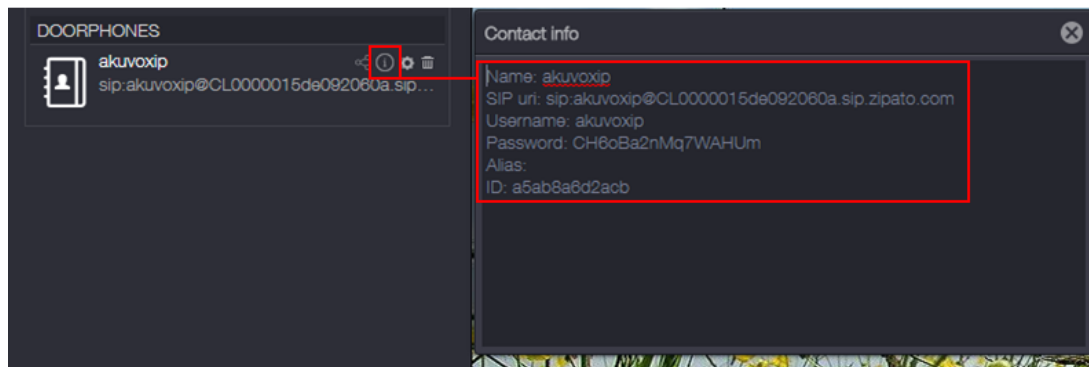 DOORPHONES
akuvoxip
sip:akuvoxip@CL0000015de092060a.sip...
Contact info
Name: akuvoxip
SIP uri: sip:akuvoxip@CL0000015de092060a.sip.zipato.com
Username: akuvoxip
Password: CH6oBa2nMq7WAHUm
Alias:
ID: a5ab8a6d2acb